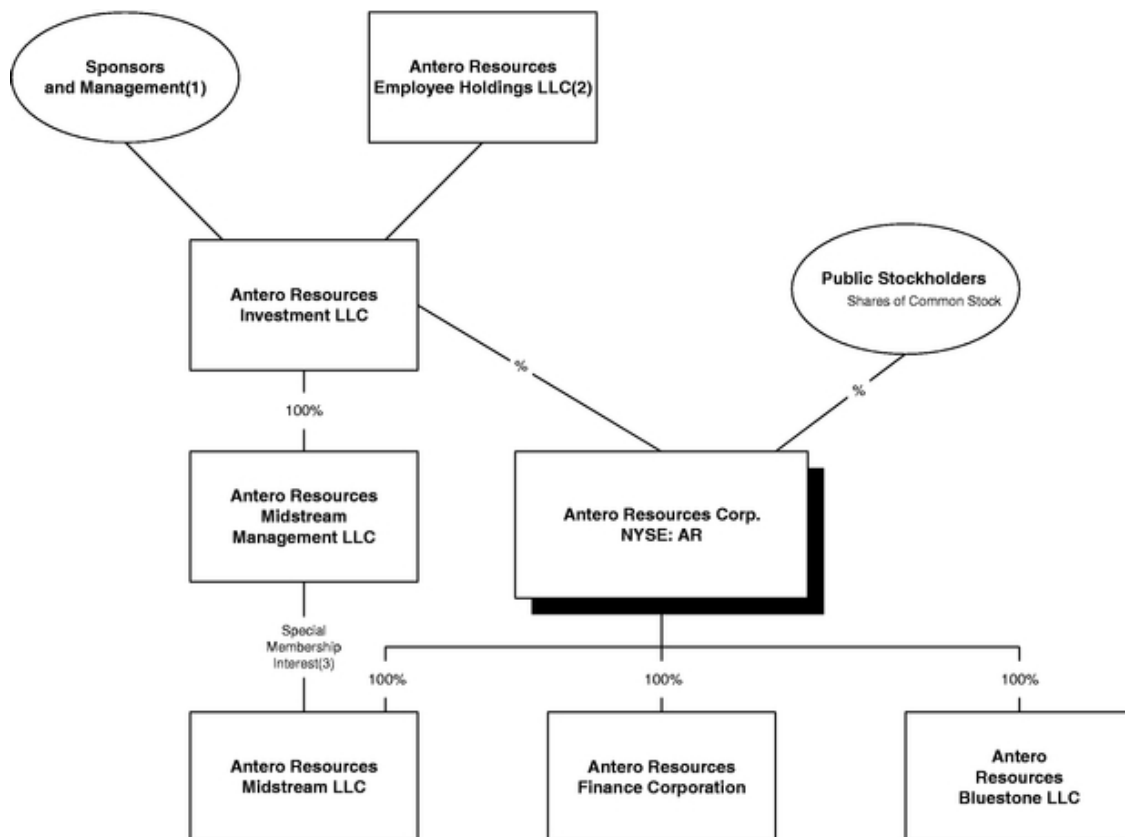 Sponsors
and Management(1)
Antero Resources
Employee Holdings LLC(2)
Antero Resources
Investment LLC
Public Stockholders
Shares of Common Stock
%
%
100%
Antero Resources
Midstream
Management LLC
Antero Resources Corp.
NYSE: AR
Special
Membership
Interest(3)
100%
100%
100%
Antero Resources
Midstream LLC
Antero Resources
Finance Corporation
Antero
Resources
Bluestone LLC